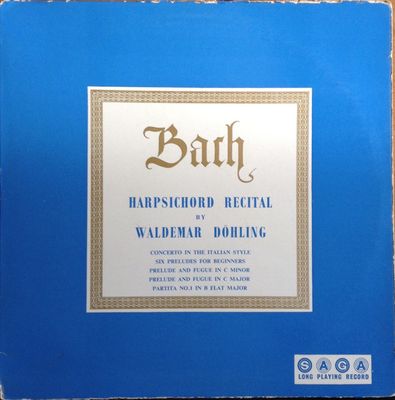 Bach
HARPSICHORD RECITAL
BY
WALDEMAR DÖHLING
CONCERTO IN THE ITALIAN STYLE
SIX PRELUDES FOR BEGINNERS
PRELUDE AND FUGUE IN C MINOR
PRELUDE AND FUGUE IN C MAJOR
PARTITA NO.1 IN B FLAT MAJOR
SAGA
LONG PLAYING RECORD